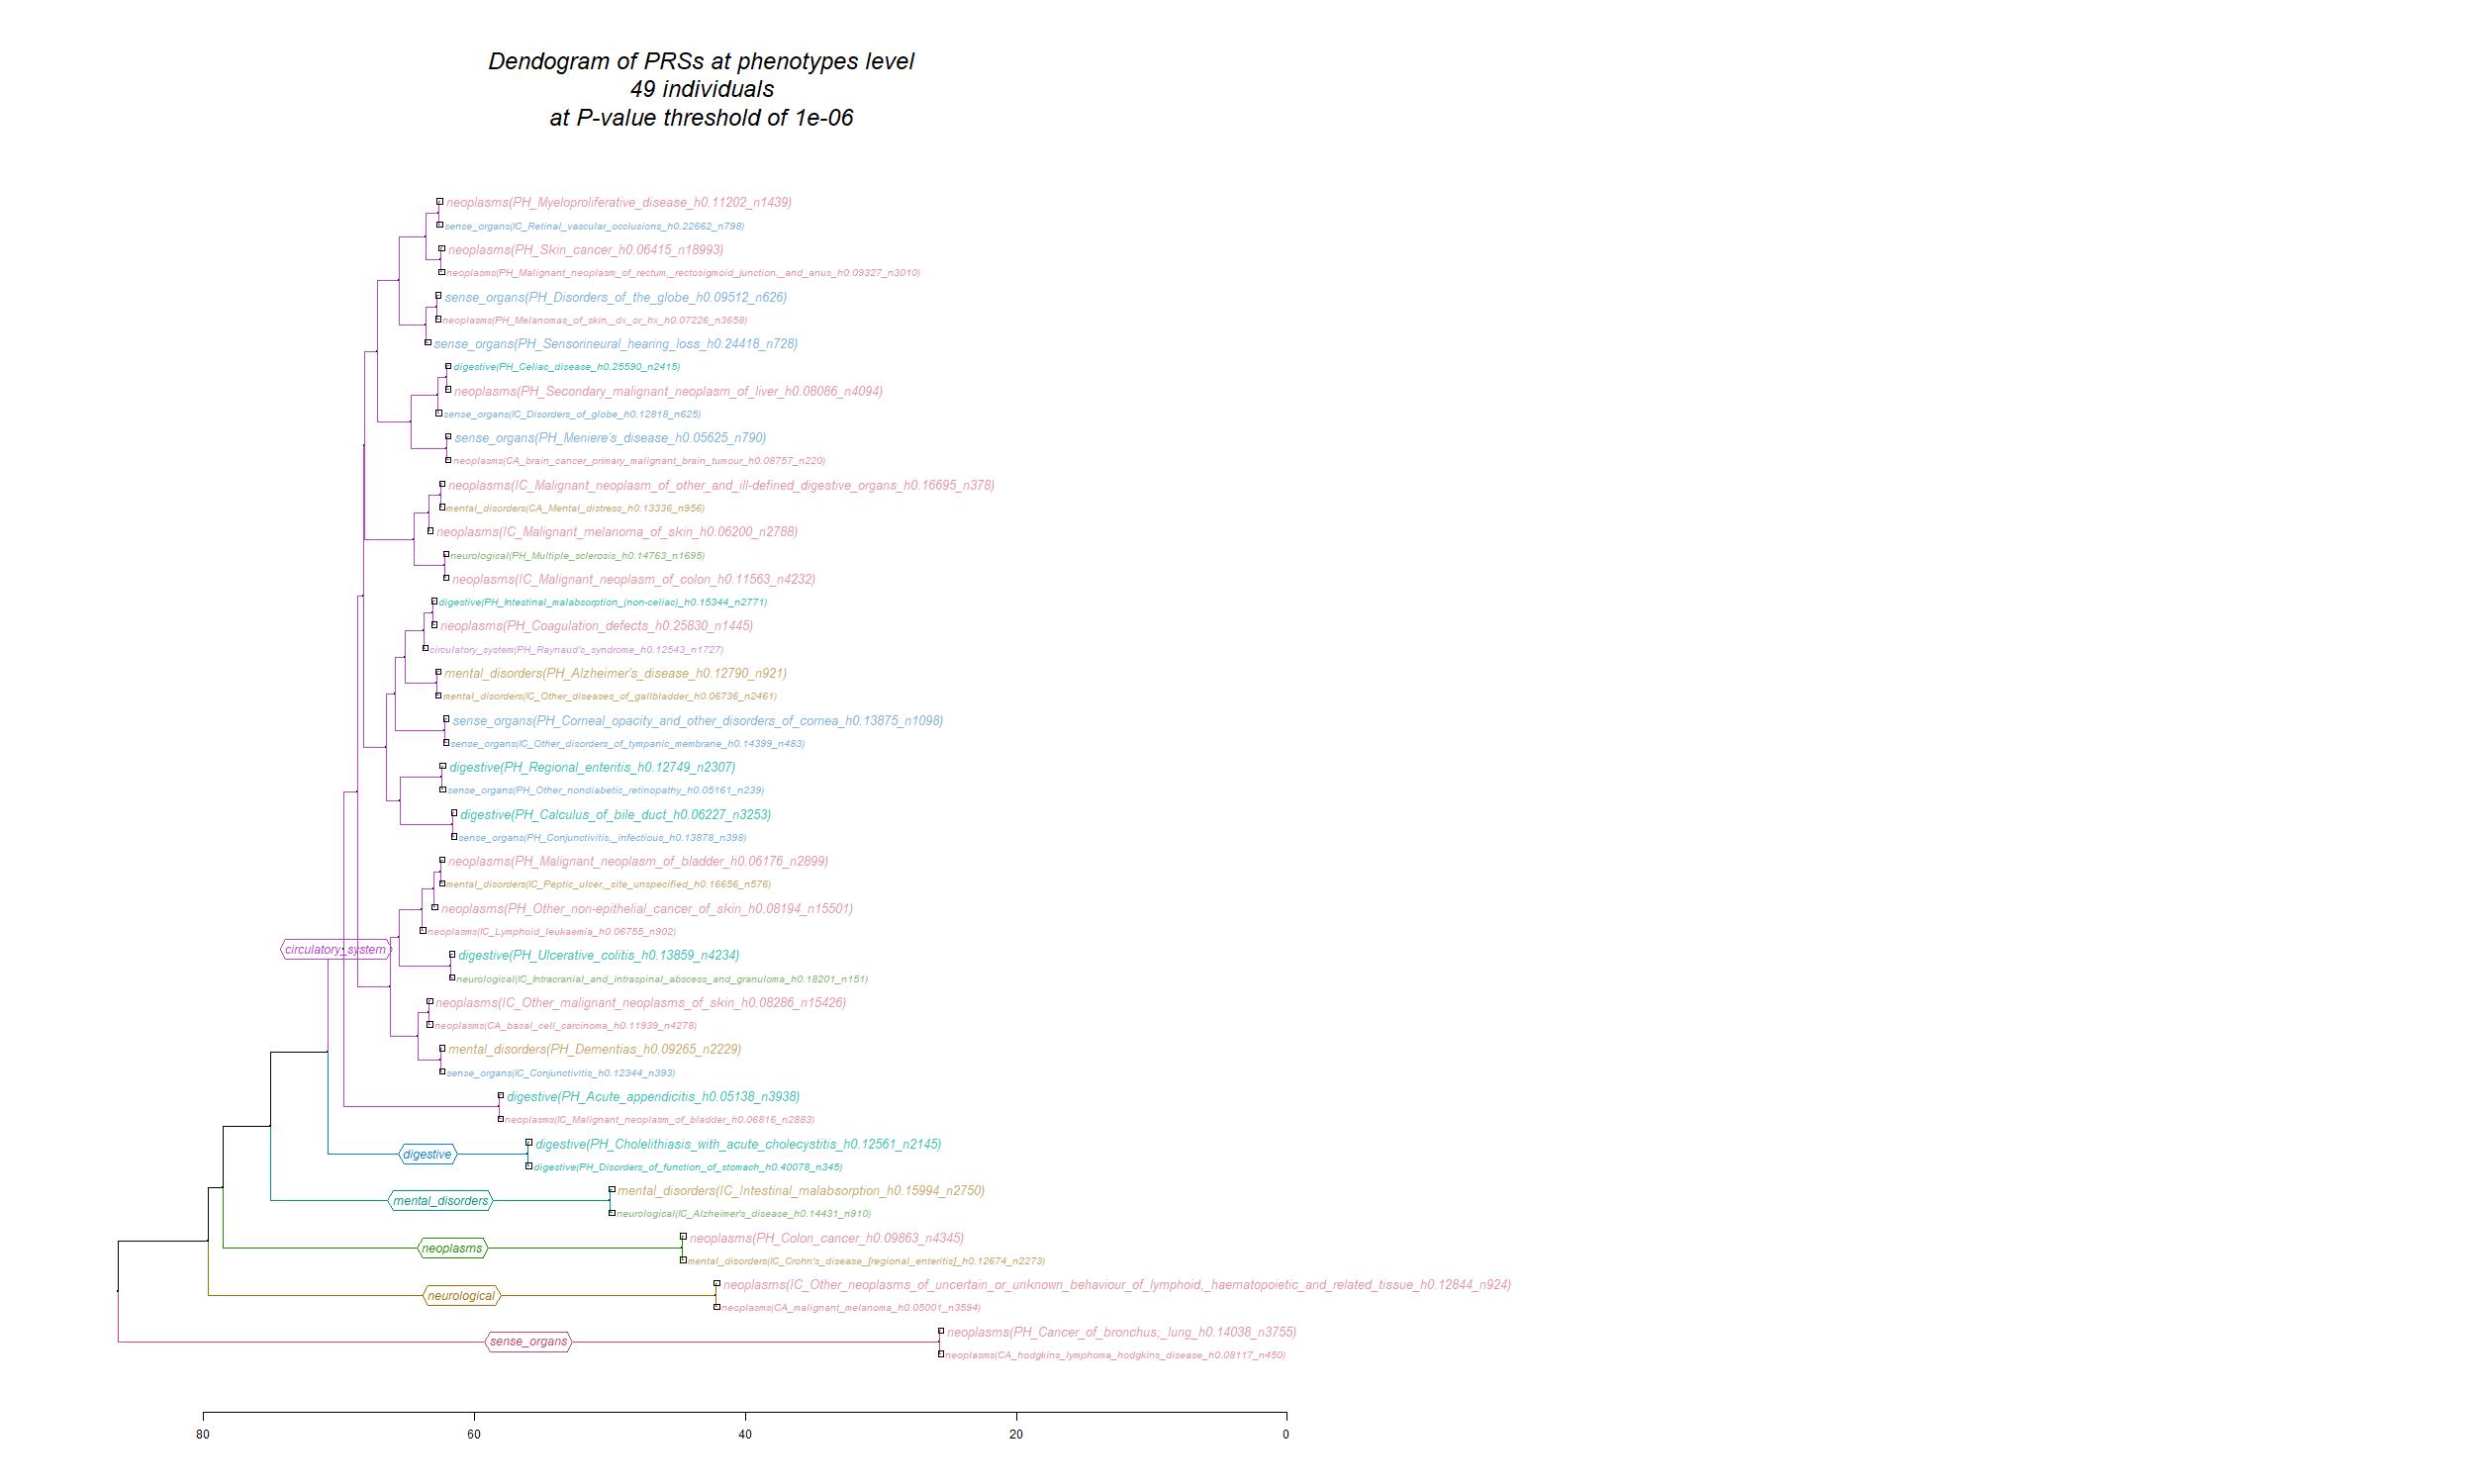 Dendogram of PRSs at phenotypes level
49 individuals
at P-value threshold of 1e-06
neoplasms(PH_Myeloproliferative_disease_h0.11202_n1439)
sense_organs(IC_Retinal_vascular_occlusions_h0.22662_n798)
neoplasms(PH_Skin_cancer_h0.06415_n18993)
neoplasms(PH_Malignant_neoplasm_of_rectum,_rectosigmoid_junction,_and_anus_h0.09327_n3010)
sense_organs(PH_Disorders_of_the_globe_h0.09512_n626)
neoplasms(PH_Melanomas_of_skin,_dx_or_hx_h0.07226_n3658)
sense_organs(PH_Sensorineural_hearing_loss_h0.24418_n728)
digestive(PH_Celiac_disease_h0.25590_n2415)
neoplasms(PH_Secondary_malignant_neoplasm_of_liver_h0.08086_n4094)
sense_organs(IC_Disorders_of_globe_h0.12818_n625)
sense_organs(PH_Meniere's_disease_h0.05625_n790)
neoplasms(CA_brain_cancer_primary_malignant_brain_tumour_h0.08757_n220)
neoplasms(IC_Malignant_neoplasm_of_other_and_ill-defined_digestive_organs_h0.16695_n378)
mental_disorders(CA_Mental_distress_h0.13336_n956)
neoplasms(IC_Malignant_melanoma_of_skin_h0.06200_n2788)
neurological(PH_Multiple_sclerosis_h0.14763_n1695)
neoplasms(IC_Malignant_neoplasm_of_colon_h0.11563_n4232)
digestive(PH_Intestinal_malabsorption_(non-celiac)_h0.15344_n2771)
neoplasms(PH_Coagulation_defects_h0.25830_n1445)
circulatory_system(PH_Raynaud's_syndrome_h0.12543_n1727)
mental_disorders(PH_Alzheimer's_disease_h0.12790_n921)
mental_disorders(IC_Other_diseases_of_gallbladder_h0.06736_n2461)
sense_organs(PH_Corneal_opacity_and_other_disorders_of_cornea_h0.13875_n1098)
sense_organs(IC_Other_disorders_of_tympanic_membrane_h0.14399_n483)
digestive(PH_Regional_enteritis_h0.12749_n2307)
sense_organs(PH_Other_nondiabetic_retinopathy_h0.05161_n239)
digestive(PH_Calculus_of_bile_duct_h0.06227_n3253)
sense_organs(PH_Conjunctivitis,_infectious_h0.13878_n398)
neoplasms(PH_Malignant_neoplasm_of_bladder_h0.06176_n2899)
mental_disorders(IC_Peptic_ulcer,_site_unspecified_h0.16656_n576)
neoplasms(PH_Other_non-epithelial_cancer_of_skin_h0.08194_n15501)
neoplasms(IC_Lymphoid_leukaemia_h0.06755_n902)
circulatory_system
digestive(PH_Ulcerative_colitis_h0.13859_n4234)
neurological(IC_Intracranial_and_intraspinal_abscess_and_granuloma_h0.18201_n151)
neoplasms(IC_Other_malignant_neoplasms_of_skin_h0.08286_n15426)
neoplasms(CA_basal_cell_carcinoma_h0.11939_n4278)
mental_disorders(PH_Dementias_h0.09265_n2229)
sense_organs(IC_Conjunctivitis_h0.12344_n393)
digestive(PH_Acute_appendicitis_h0.05138_n3938)
neoplasms(IC_Malignant_neoplasm_of_bladder_h0.06816_n2883)
digestive(PH_Cholelithiasis_with_acute_cholecystitis_h0.12561_n2145)
digestive
digestive(PH_Disorders_of_function_of_stomach_h0.40078_n345)
mental_disorders(IC_Intestinal_malabsorption_h0.15994_n2750)
mental_disorders
neurological(IC_Alzheimer's_disease_h0.14431_n910)
neoplasms(PH_Colon_cancer_h0.09863_n4345)
neoplasms
mental_disorders(IC_Crohn's_disease_[regional_enteritis]_h0.12674_n2273)
neoplasms(IC_Other_neoplasms_of_uncertain_or_unknown_behaviour_of_lymphoid,_haematopoietic_and_related_tissue_h0.12844_n924)
neurological
neoplasms(CA_malignant_melanoma_h0.05001_n3594)
neoplasms(PH_Cancer_of_bronchus;_lung_h0.14038_n3755)
sense_organs
neoplasms(CA_hodgkins_lymphoma_hodgkins_disease_h0.08117_n450)
80 60 40 20 0